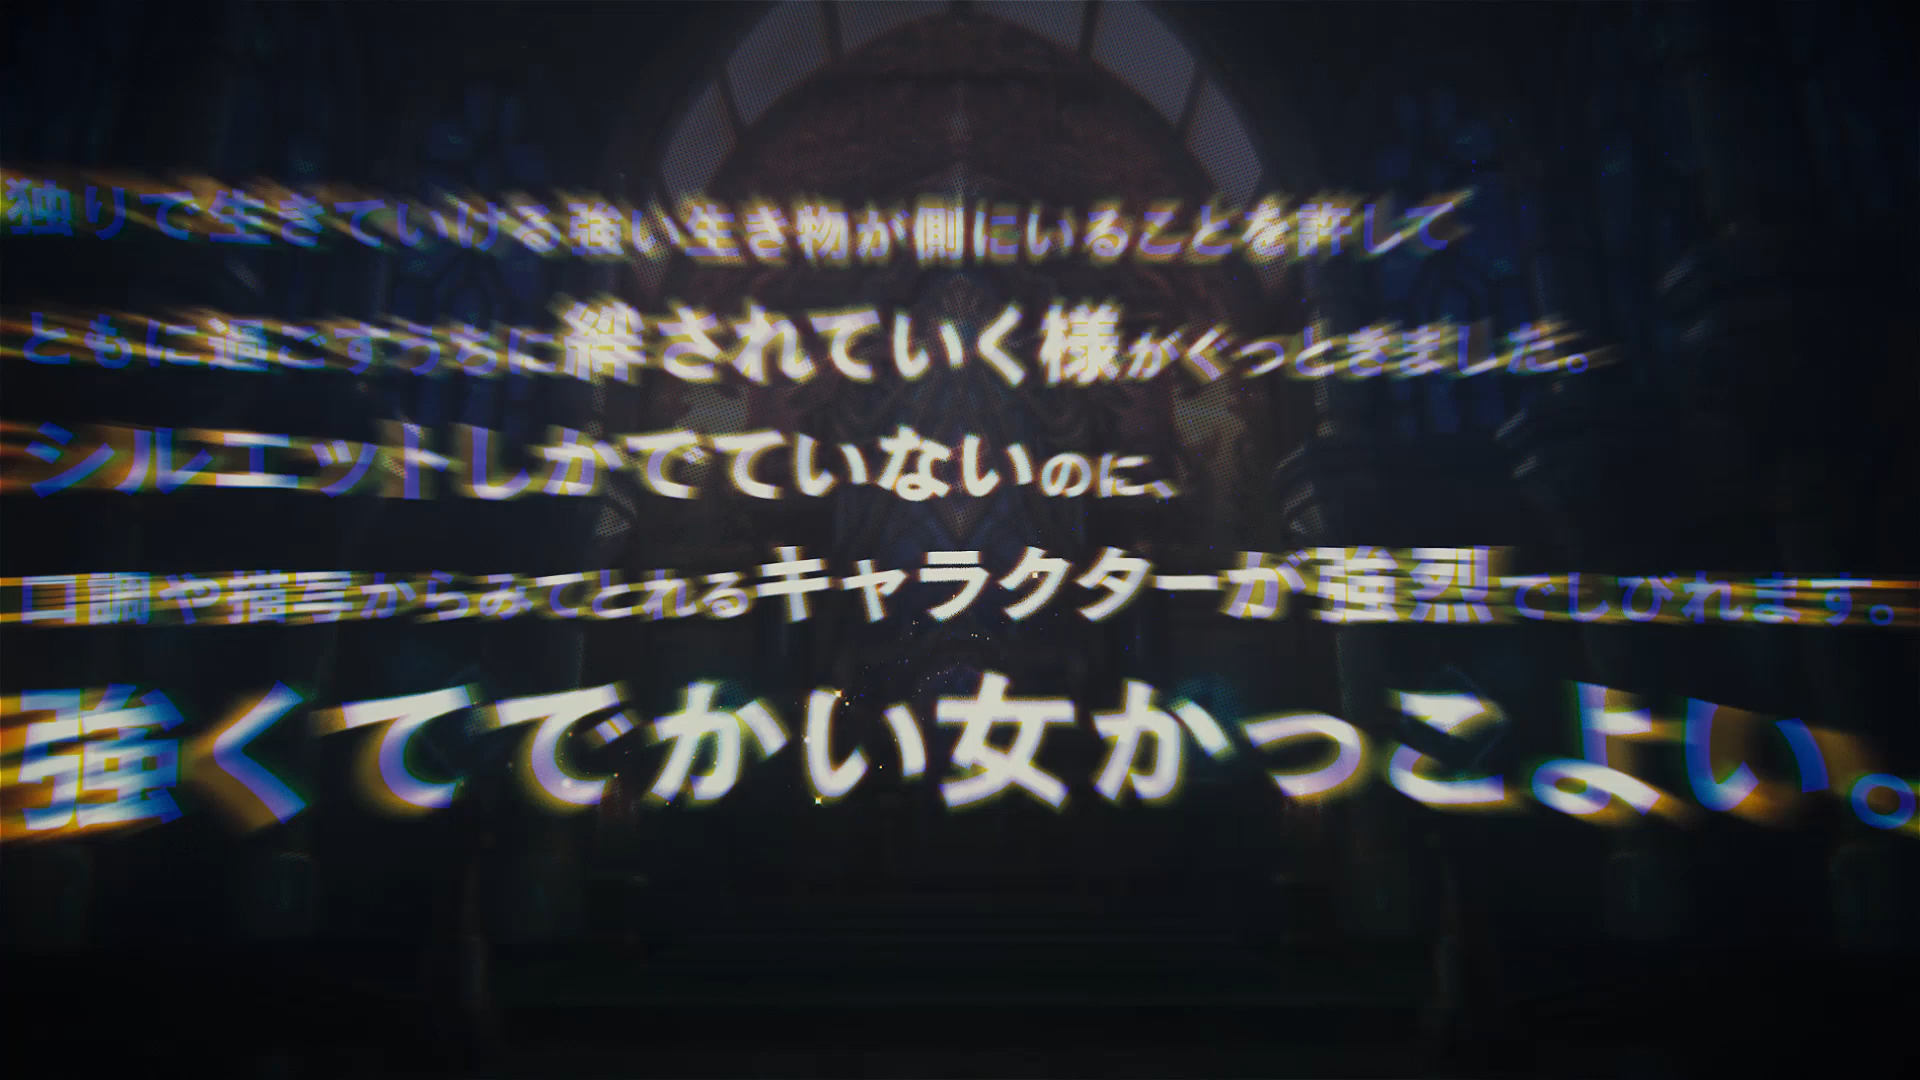 独りで生きていける強い生き物が側にいることを許して
ともに過ごすうちに絆されていく様がぐっときました。
シルエットしかでていないのに、
口調や描写からみてとれるキャラクターが強烈でしびれます。
強くてでかい女かっこよい。